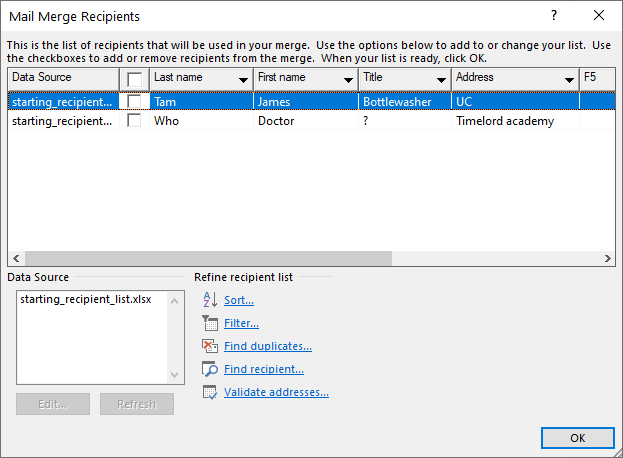 Mail Merge Recipients
?
This is the list of recipients that will be used in your merge. Use the options below to add to or change your list. Use
the checkboxes to add or remove recipients from the merge. When your list is ready, click OK.
Data Source Last name First name Title Address F5
starting_recipient... Tam James Bottlewasher UC
starting_recipient... Who Doctor ? Timelord academy
Data Source
starting_recipient_list.xlsx
Edit... Refresh
Refine recipient list
Sort...
Filter...
Find duplicates...
Find recipient...
Validate addresses...
OK